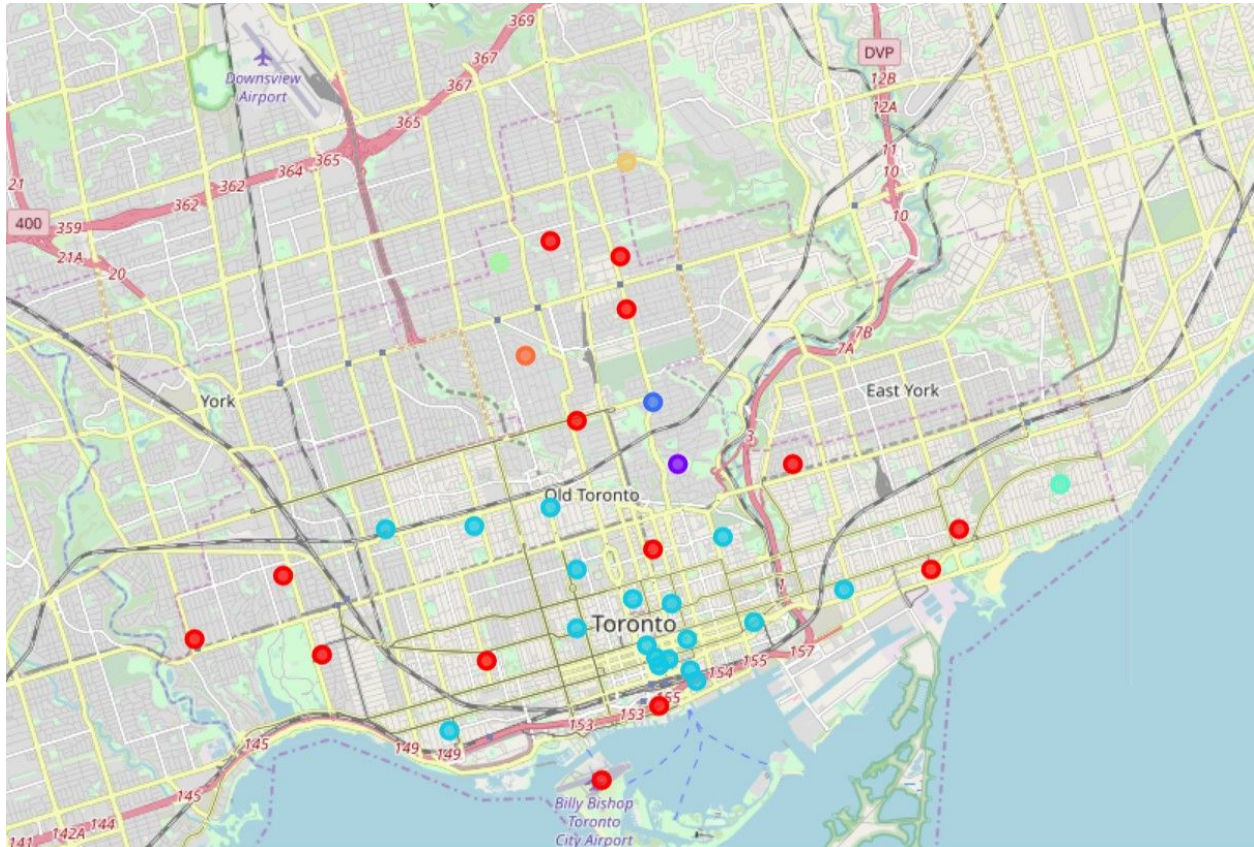 369
DVP
367
12B
Downsview
Airport
12A
367
365
21
365
11
364
10
362
362
400
359
10
21A
20
7B
7A
East York
York
3
Old Toronto
1
Toronto
157
155
154
155
153
153
149
149
145
145
Billy Bishop
Toronto
City Airport
144
142A
141